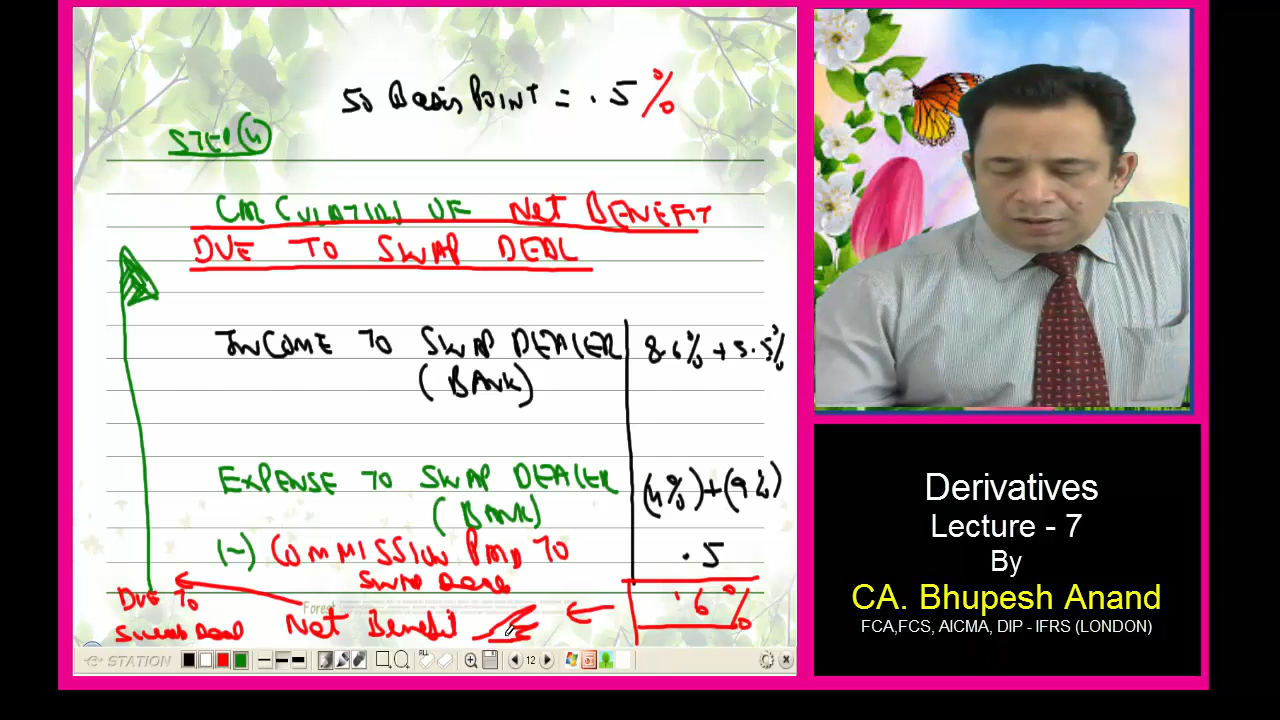 50 Basis POINT = .5%
STEP (4)
CALCULATION OF NET BENEFIT
DUE TO SWAP DEAL
INCOME TO SWAP DEALER 8.6% + 5.5%
(BANK)
EXPENSE TO SWAP DEALER (4%)+(9%)
(BANK)
(-) COMMISSION PAID TO .5
SWAP DEALER
.6%
DUE TO
Swap Deal
Net Benefit
Forest
e-STATION
ALL
12
Derivatives
Lecture - 7
By
CA. Bhupesh Anand
FCA,FCS, AICMA, DIP - IFRS (LONDON)